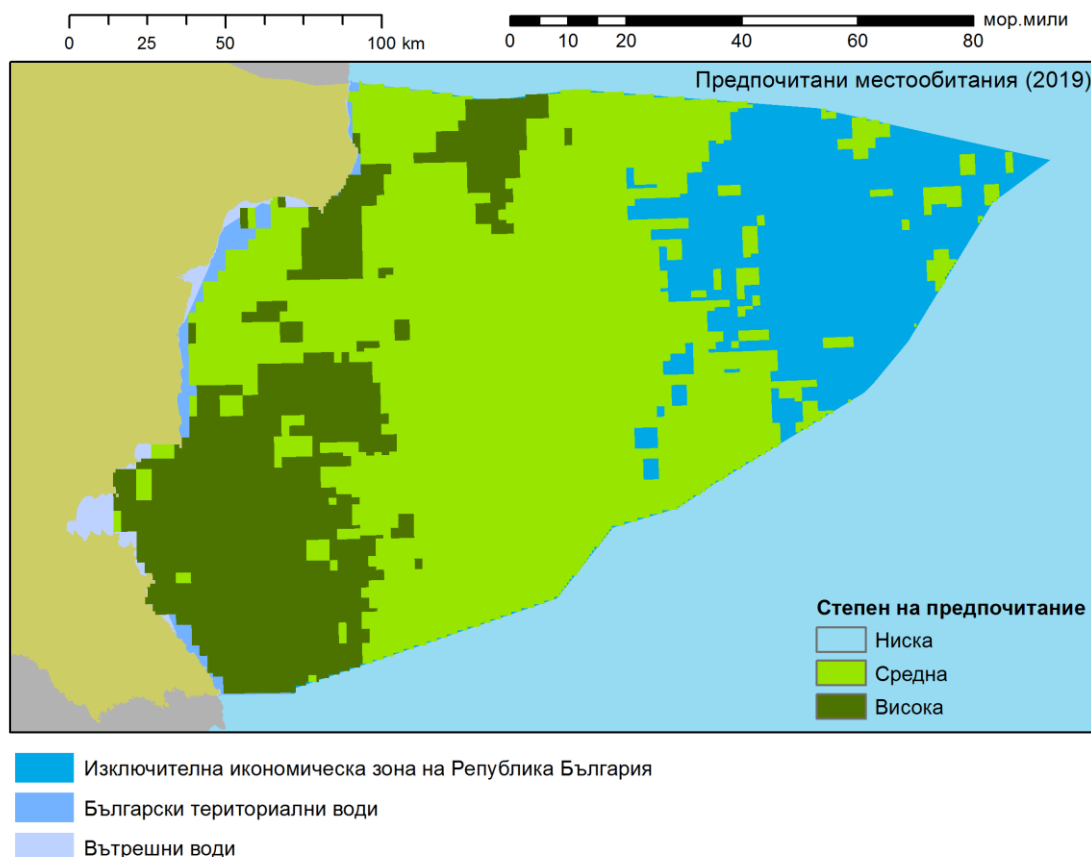 0 25 50 100 km
мор.мили
0 10 20 40 60 80
Предпочитани местообитания (2019)
Степен на предпочитание
Ниска
Средна
Висока
Изключителна икономическа зона на Република България
Български териториални води
Вътрешни води